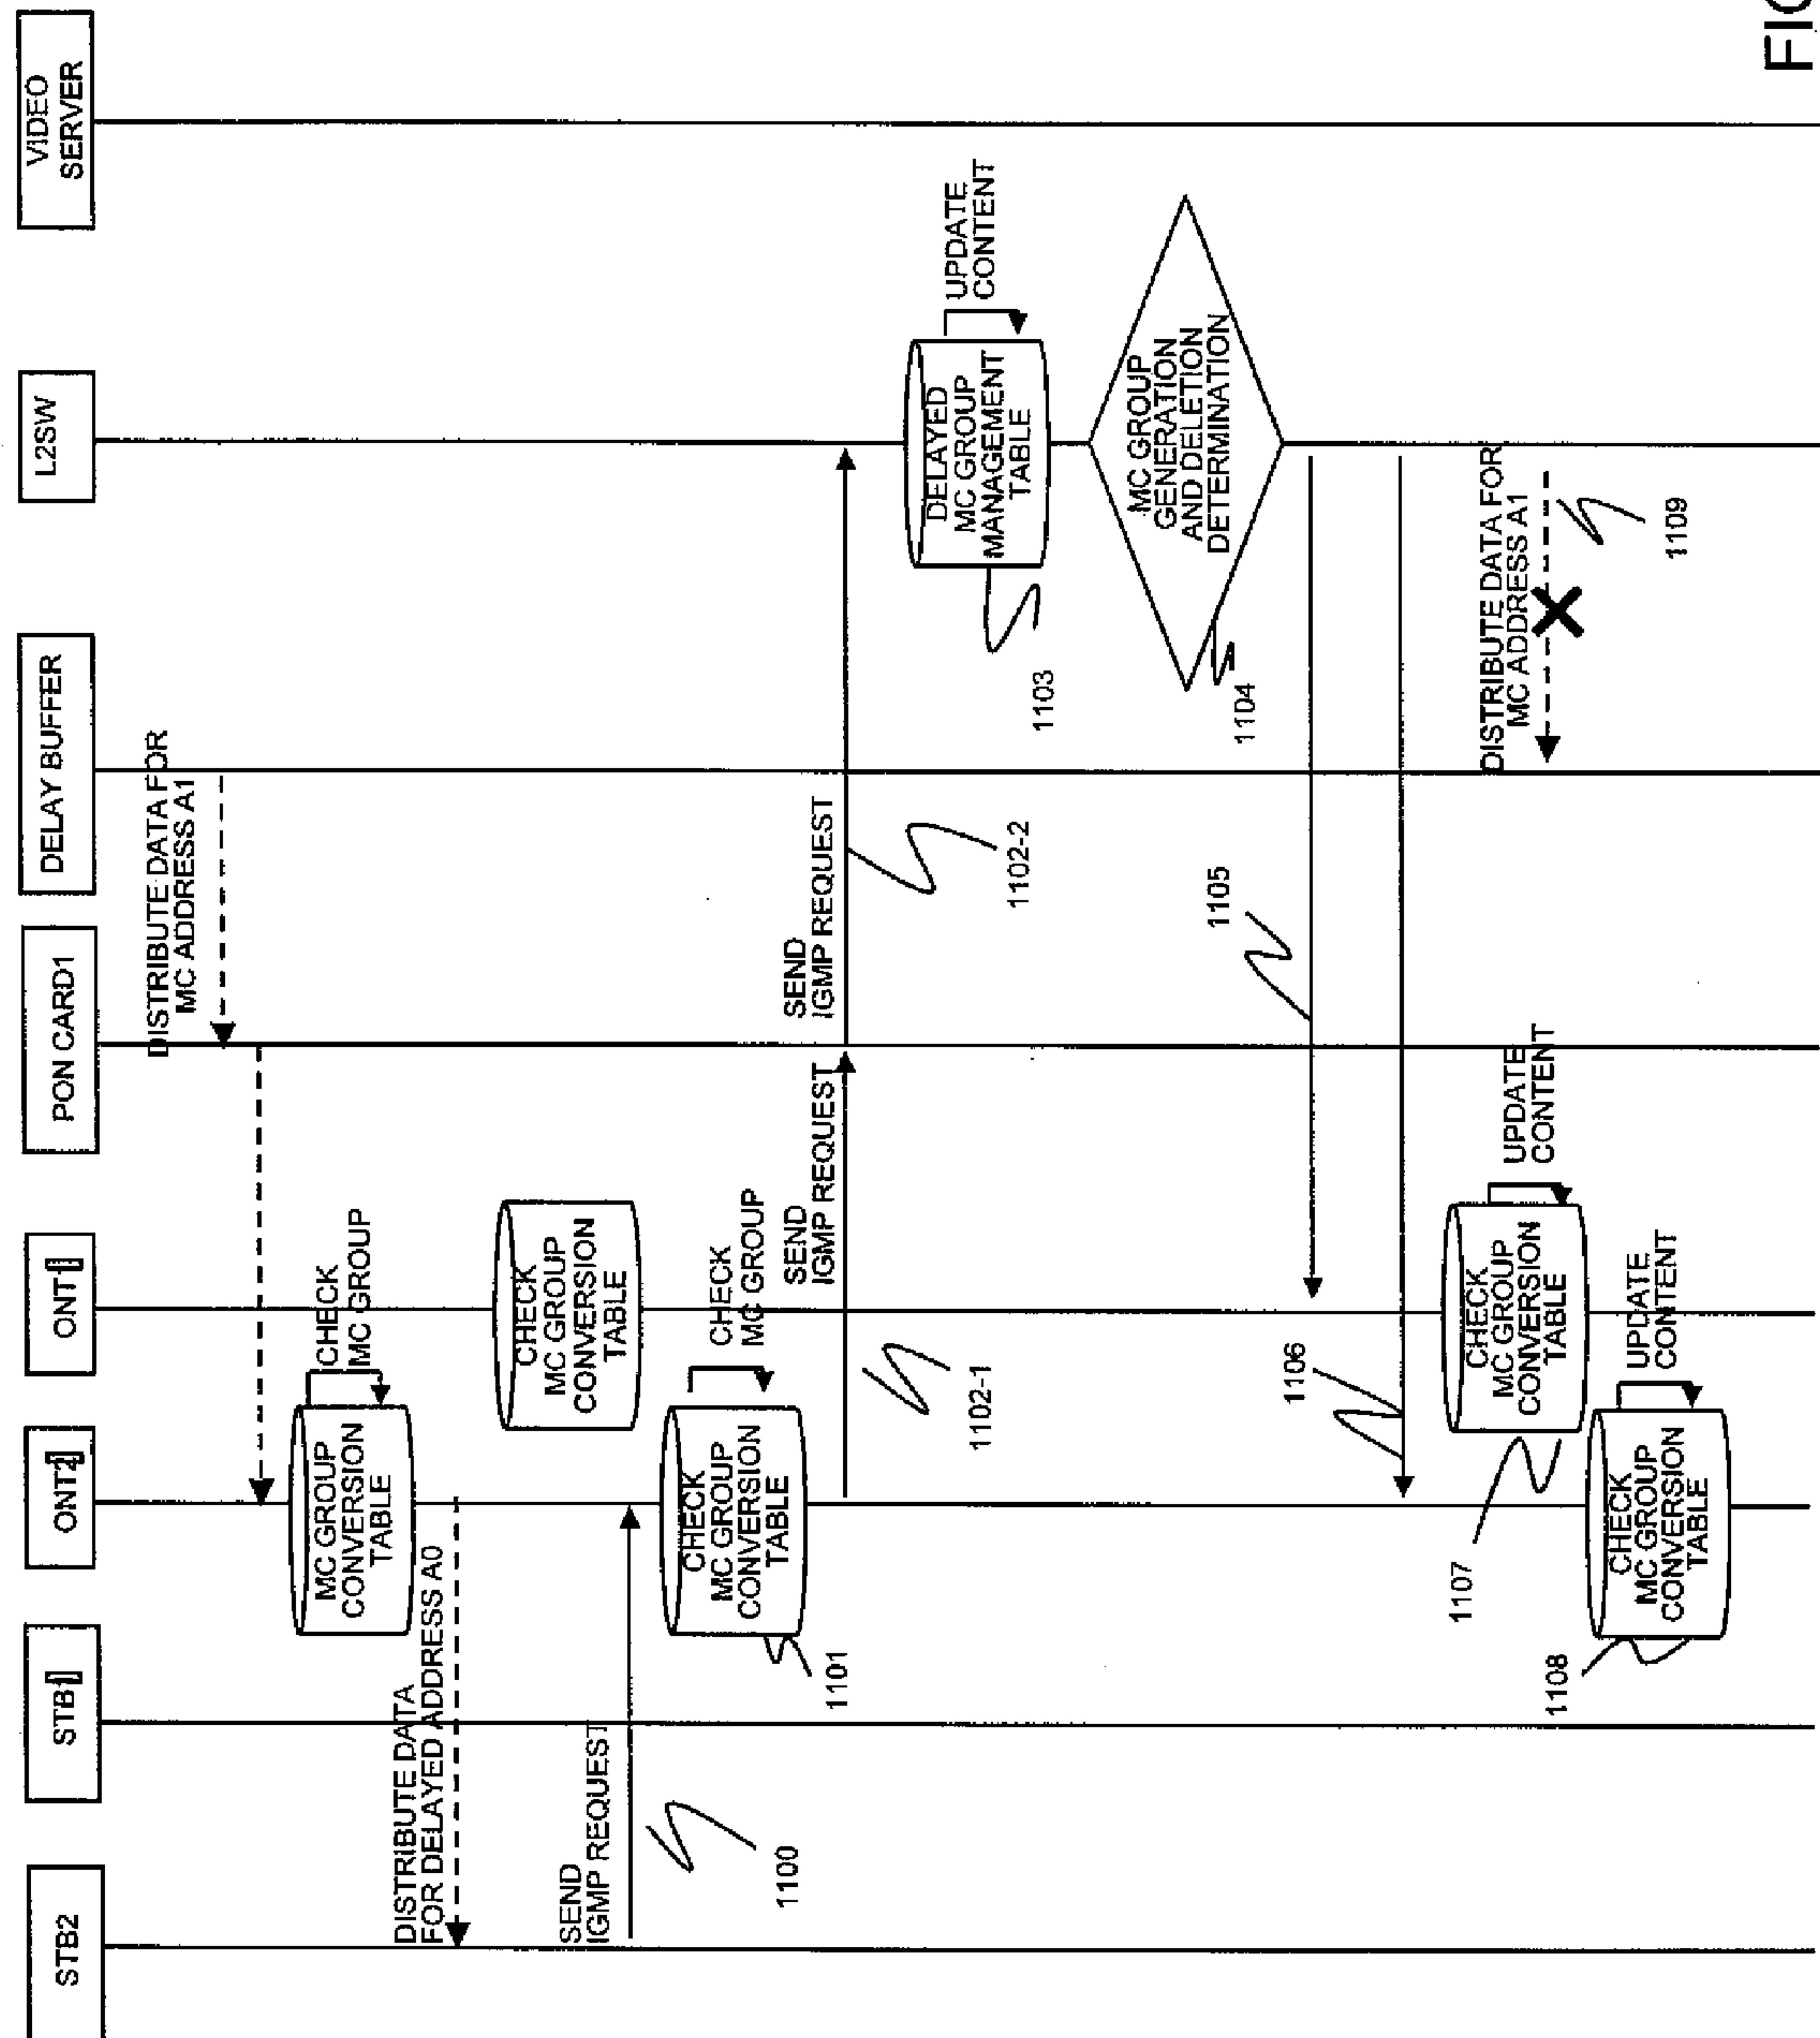 STB2
STB1
ONT2
ONT1
PON CARD1
DELAY BUFFER
L2SW
VIDEO
SERVER
DISTRIBUTE DATA FOR
MC ADDRESS A1
MC GROUP
CONVERSION
TABLE
CHECK
MC GROUP
DISTRIBUTE DATA
FOR DELAYED ADDRESS A0
CHECK
MC GROUP
CONVERSION
TABLE
SEND
IGMP REQUEST
1100
CHECK
MC GROUP
CONVERSION
TABLE
CHECK
MC GROUP
1101
SEND
IGMP REQUEST
1102-1
SEND
IGMP REQUEST
1102-2
DELAYED
MC GROUP
MANAGEMENT
TABLE
UPDATE
CONTENT
1103
MC GROUP
GENERATION
AND DELETION
DETERMINATION
1104
1105
1106
CHECK
MC GROUP
CONVERSION
TABLE
UPDATE
CONTENT
1107
DISTRIBUTE DATA FOR
MC ADDRESS A1
1109
CHECK
MC GROUP
CONVERSION
TABLE
UPDATE
CONTENT
1108